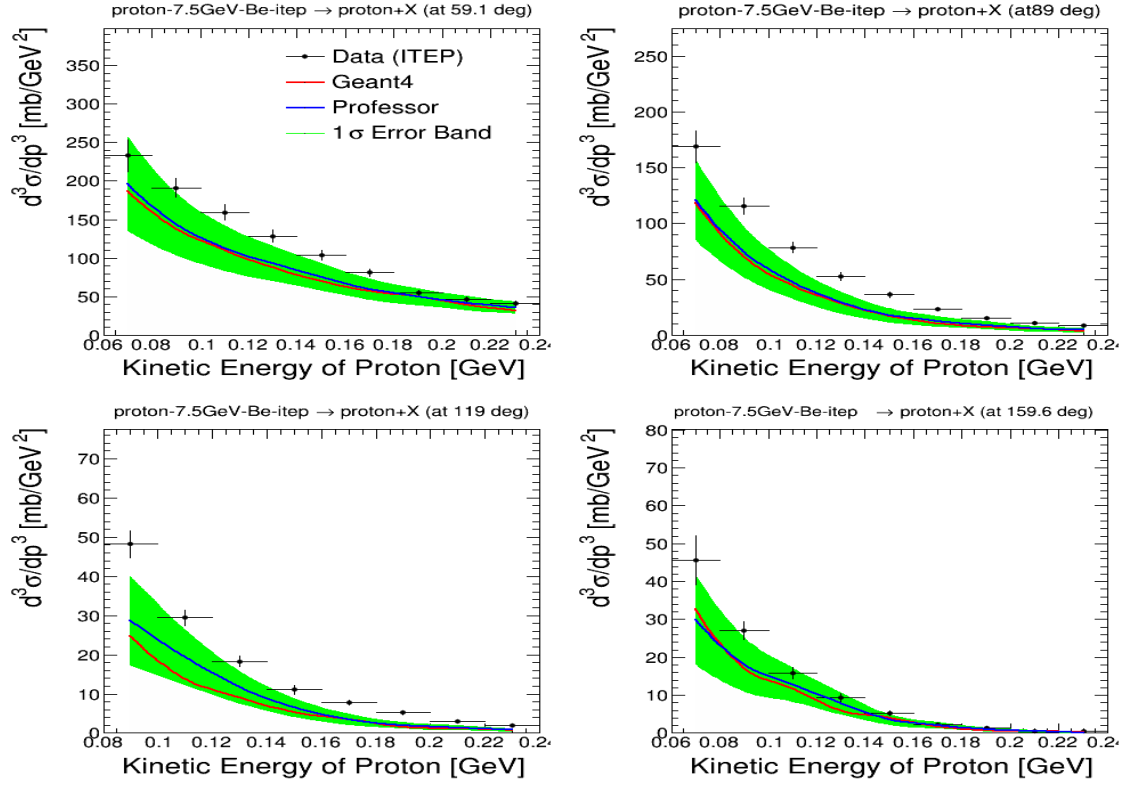 proton-7.5GeV-Be-itep → proton+X (at 59.1 deg)
d³σ/dp³ [mb/GeV²]
350
300
250
200
150
100
50
0
Data (ITEP)
Geant4
Professor
1σ Error Band
0.06 0.08 0.1 0.12 0.14 0.16 0.18 0.2 0.22 0.24
Kinetic Energy of Proton [GeV]
proton-7.5GeV-Be-itep → proton+X (at89 deg)
d³σ/dp³ [mb/GeV²]
250
200
150
100
50
0
0.06 0.08 0.1 0.12 0.14 0.16 0.18 0.2 0.22 0.24
Kinetic Energy of Proton [GeV]
proton-7.5GeV-Be-itep → proton+X (at 119 deg)
d³σ/dp³ [mb/GeV²]
70
60
50
40
30
20
10
0
0.08 0.1 0.12 0.14 0.16 0.18 0.2 0.22 0.24
Kinetic Energy of Proton [GeV]
proton-7.5GeV-Be-itep → proton+X (at 159.6 deg)
d³σ/dp³ [mb/GeV²]
80
70
60
50
40
30
20
10
0
0.06 0.08 0.1 0.12 0.14 0.16 0.18 0.2 0.22 0.24
Kinetic Energy of Proton [GeV]